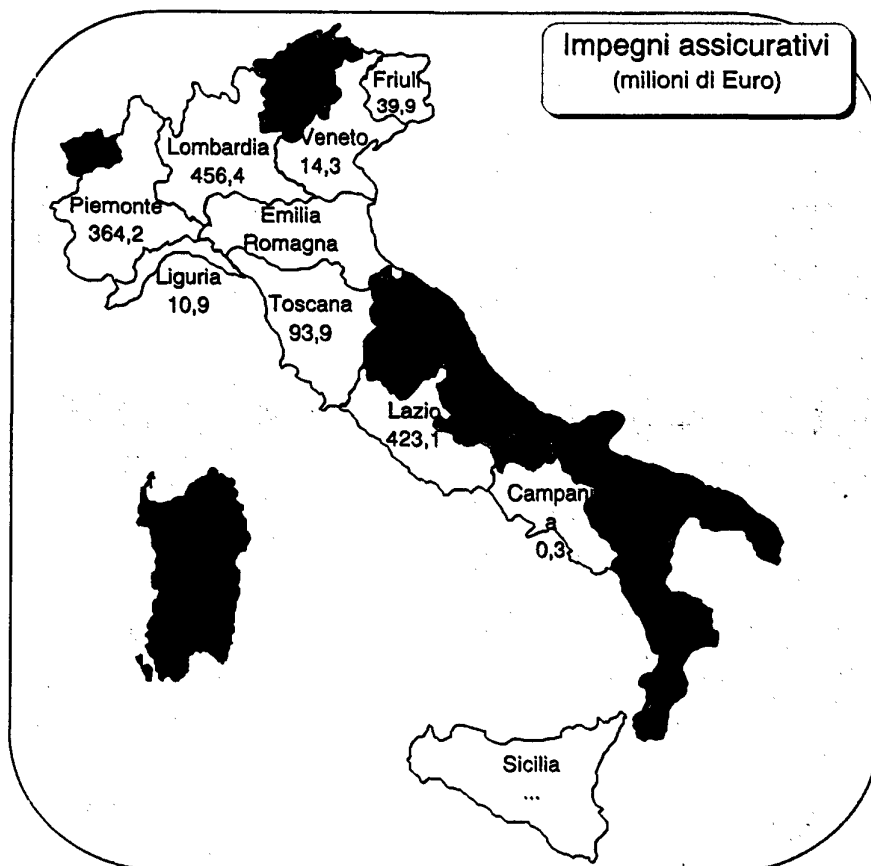 Impegni assicurativi
(milioni di Euro)
Friuli
39,9
Veneto
14,3
Lombardia
456,4
Piemonte
364,2
Emilia
Romagna
Liguria
10,9
Toscana
93,9
Lazio
423,1
Campani
a
0,3
Sicilia
...